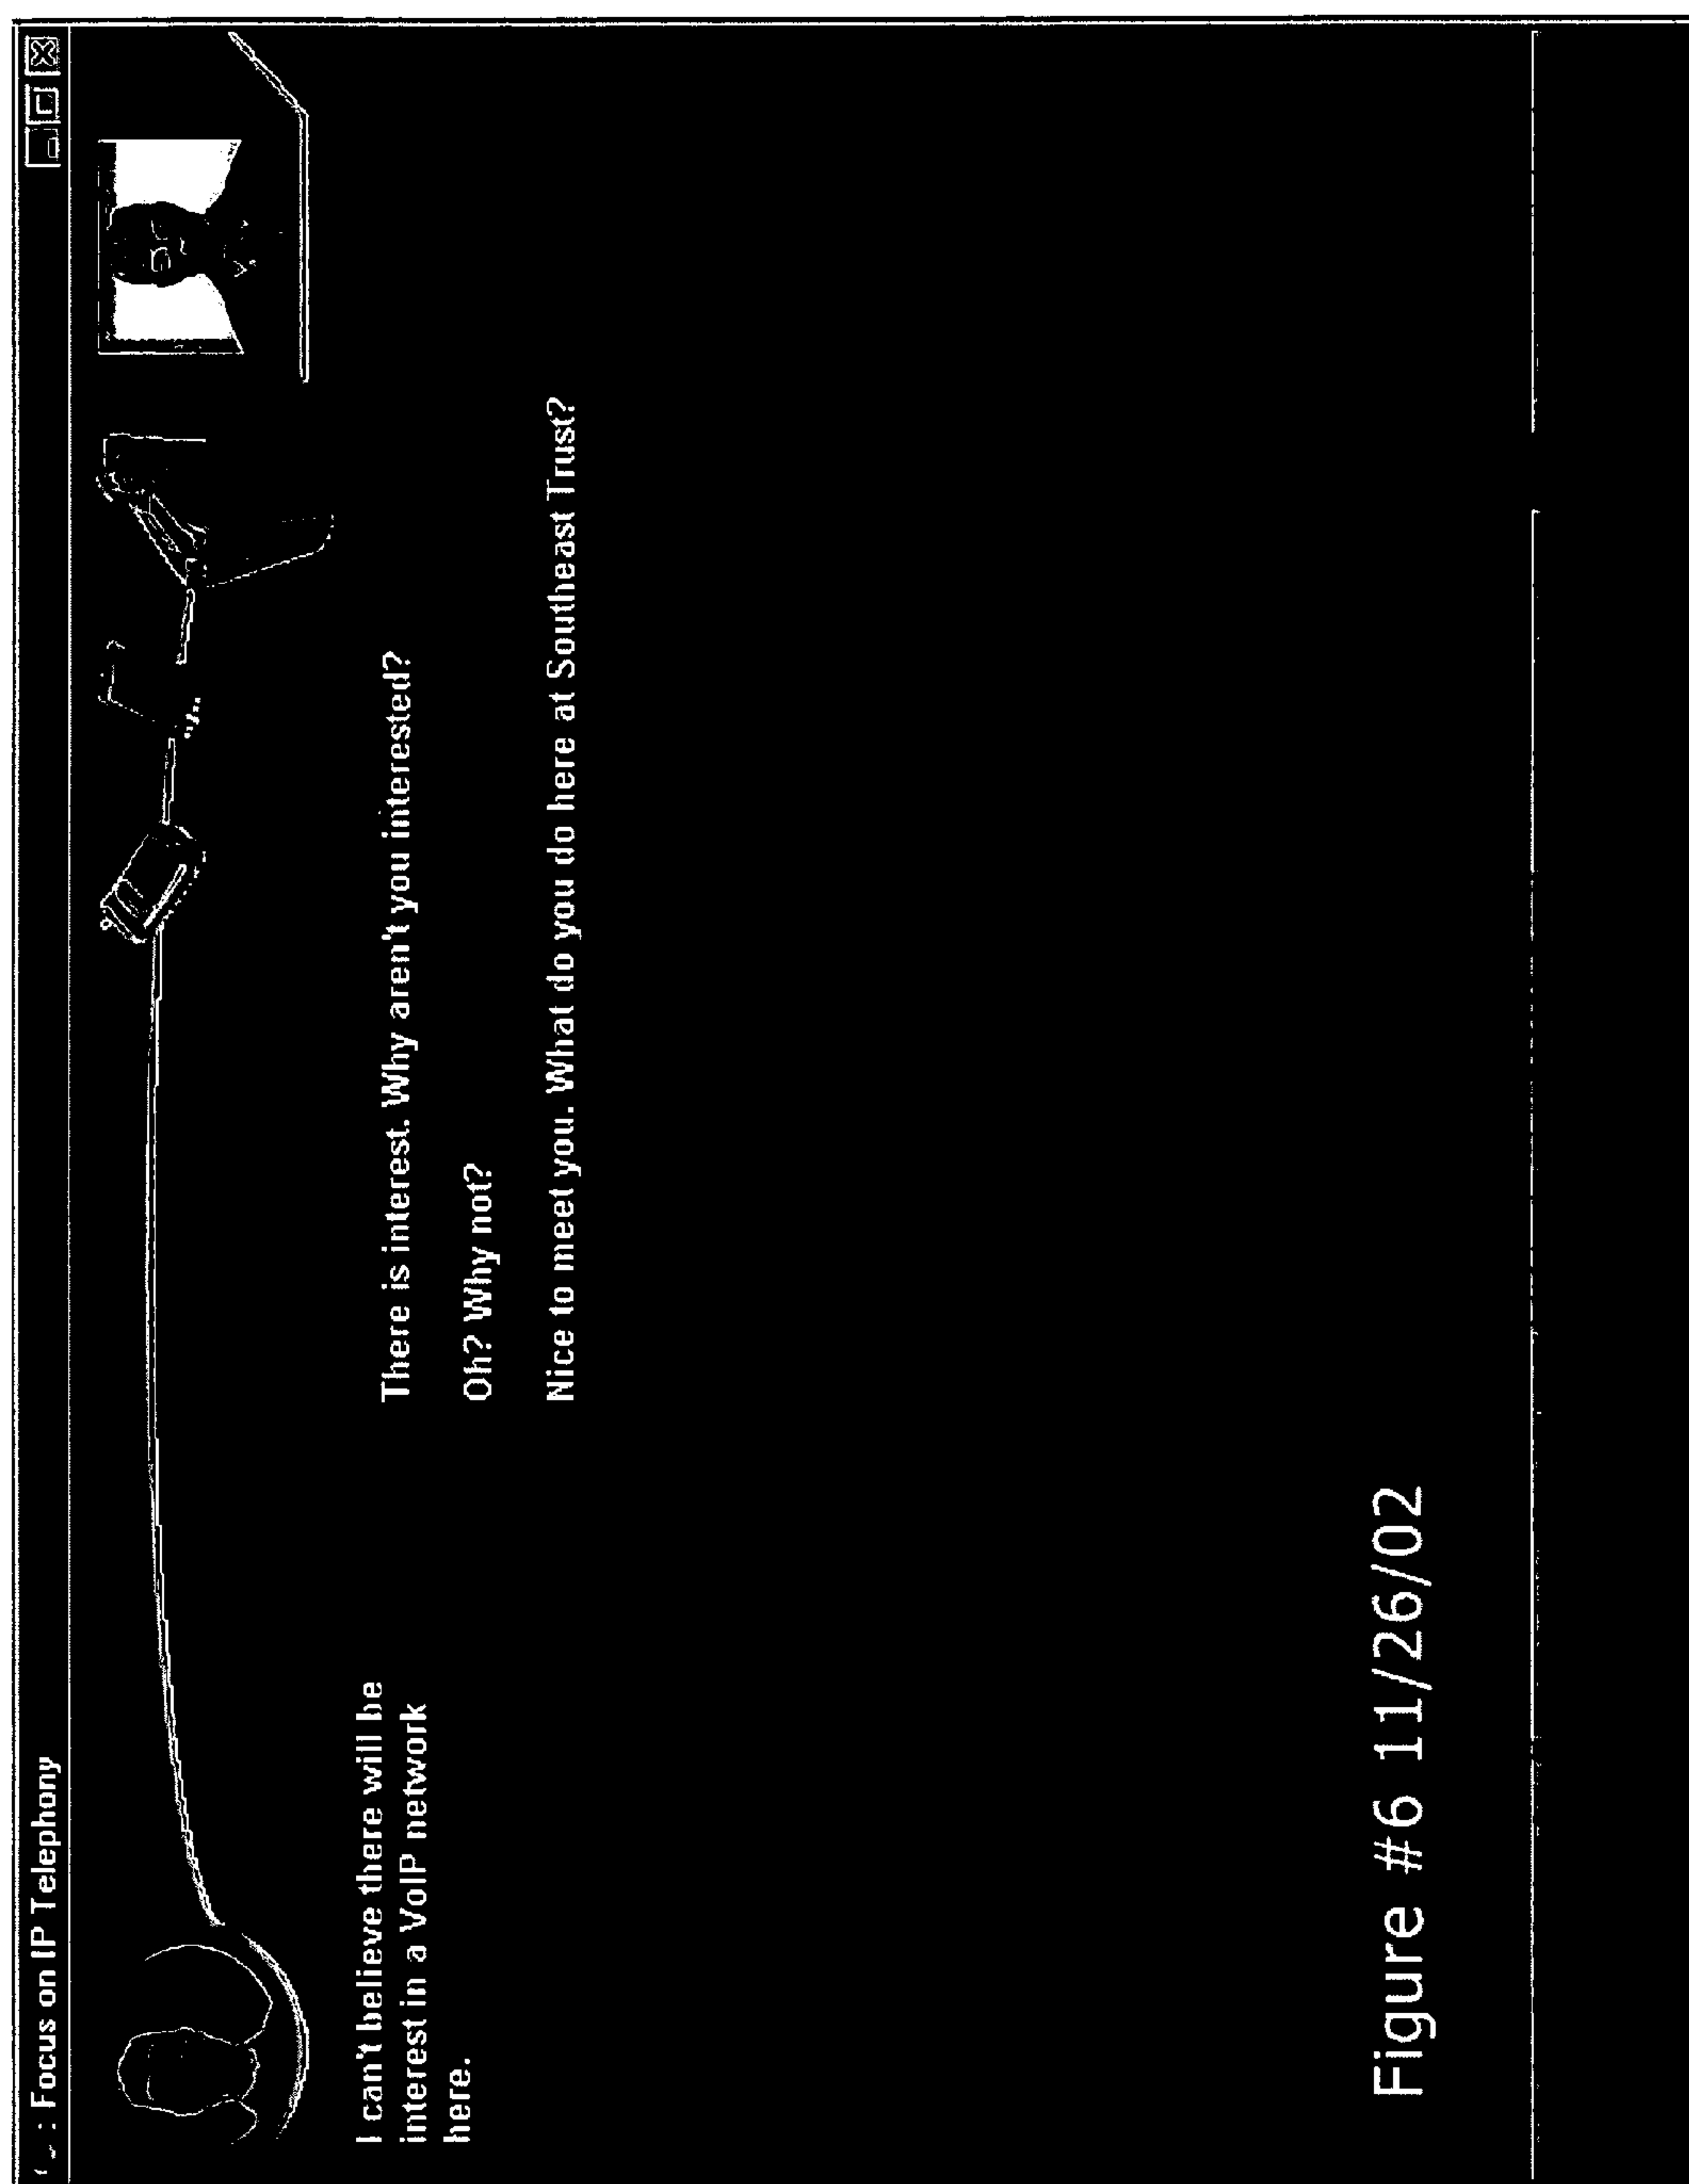 : Focus on IP Telephony
I can't believe there will be
interest in a VoIP network
here.
There is interest. Why aren't you interested?
Oh? Why not?
Nice to meet you. What do you do here at Southeast Trust?
Figure #6 11/26/02